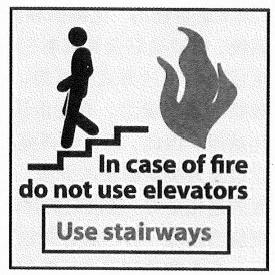 In case of fire
do not use elevators
Use stairways